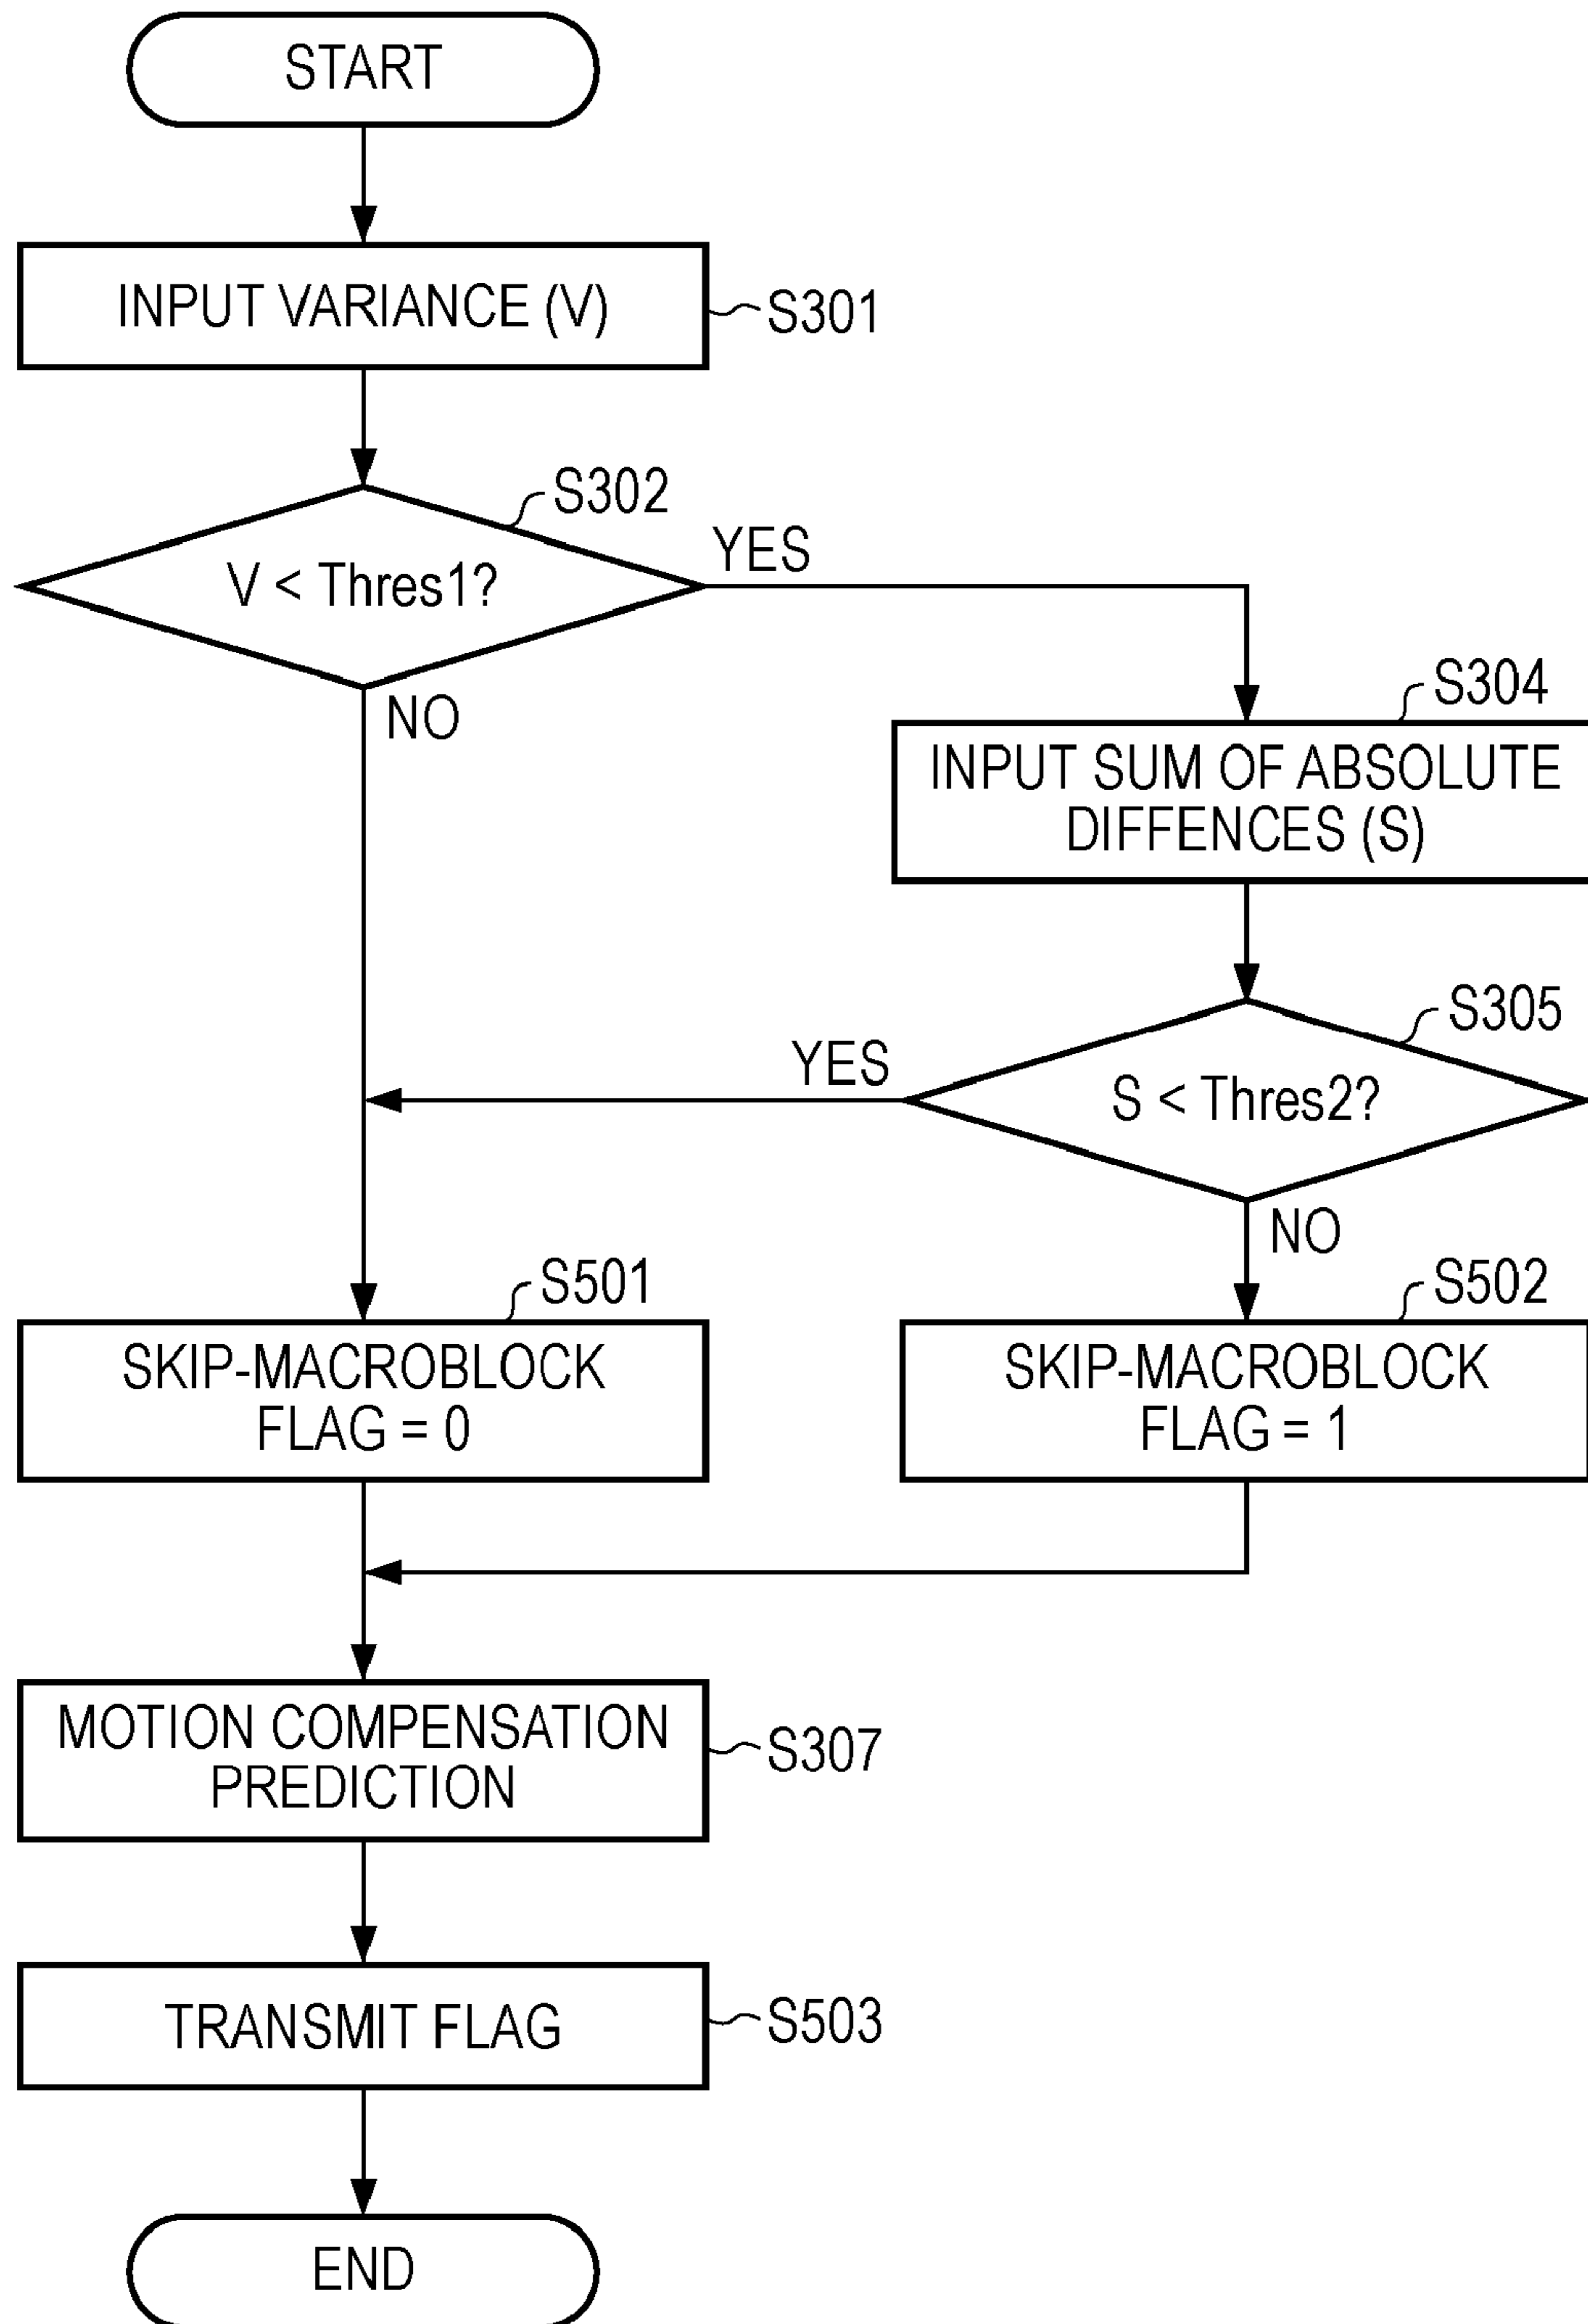 START
INPUT VARIANCE (V)
S301
S302
V < Thres1?
YES
NO
S304
INPUT SUM OF ABSOLUTE
DIFFENCES (S)
S305
S < Thres2?
YES
NO
S501
SKIP-MACROBLOCK
FLAG = 0
S502
SKIP-MACROBLOCK
FLAG = 1
MOTION COMPENSATION
PREDICTION
S307
TRANSMIT FLAG
S503
END